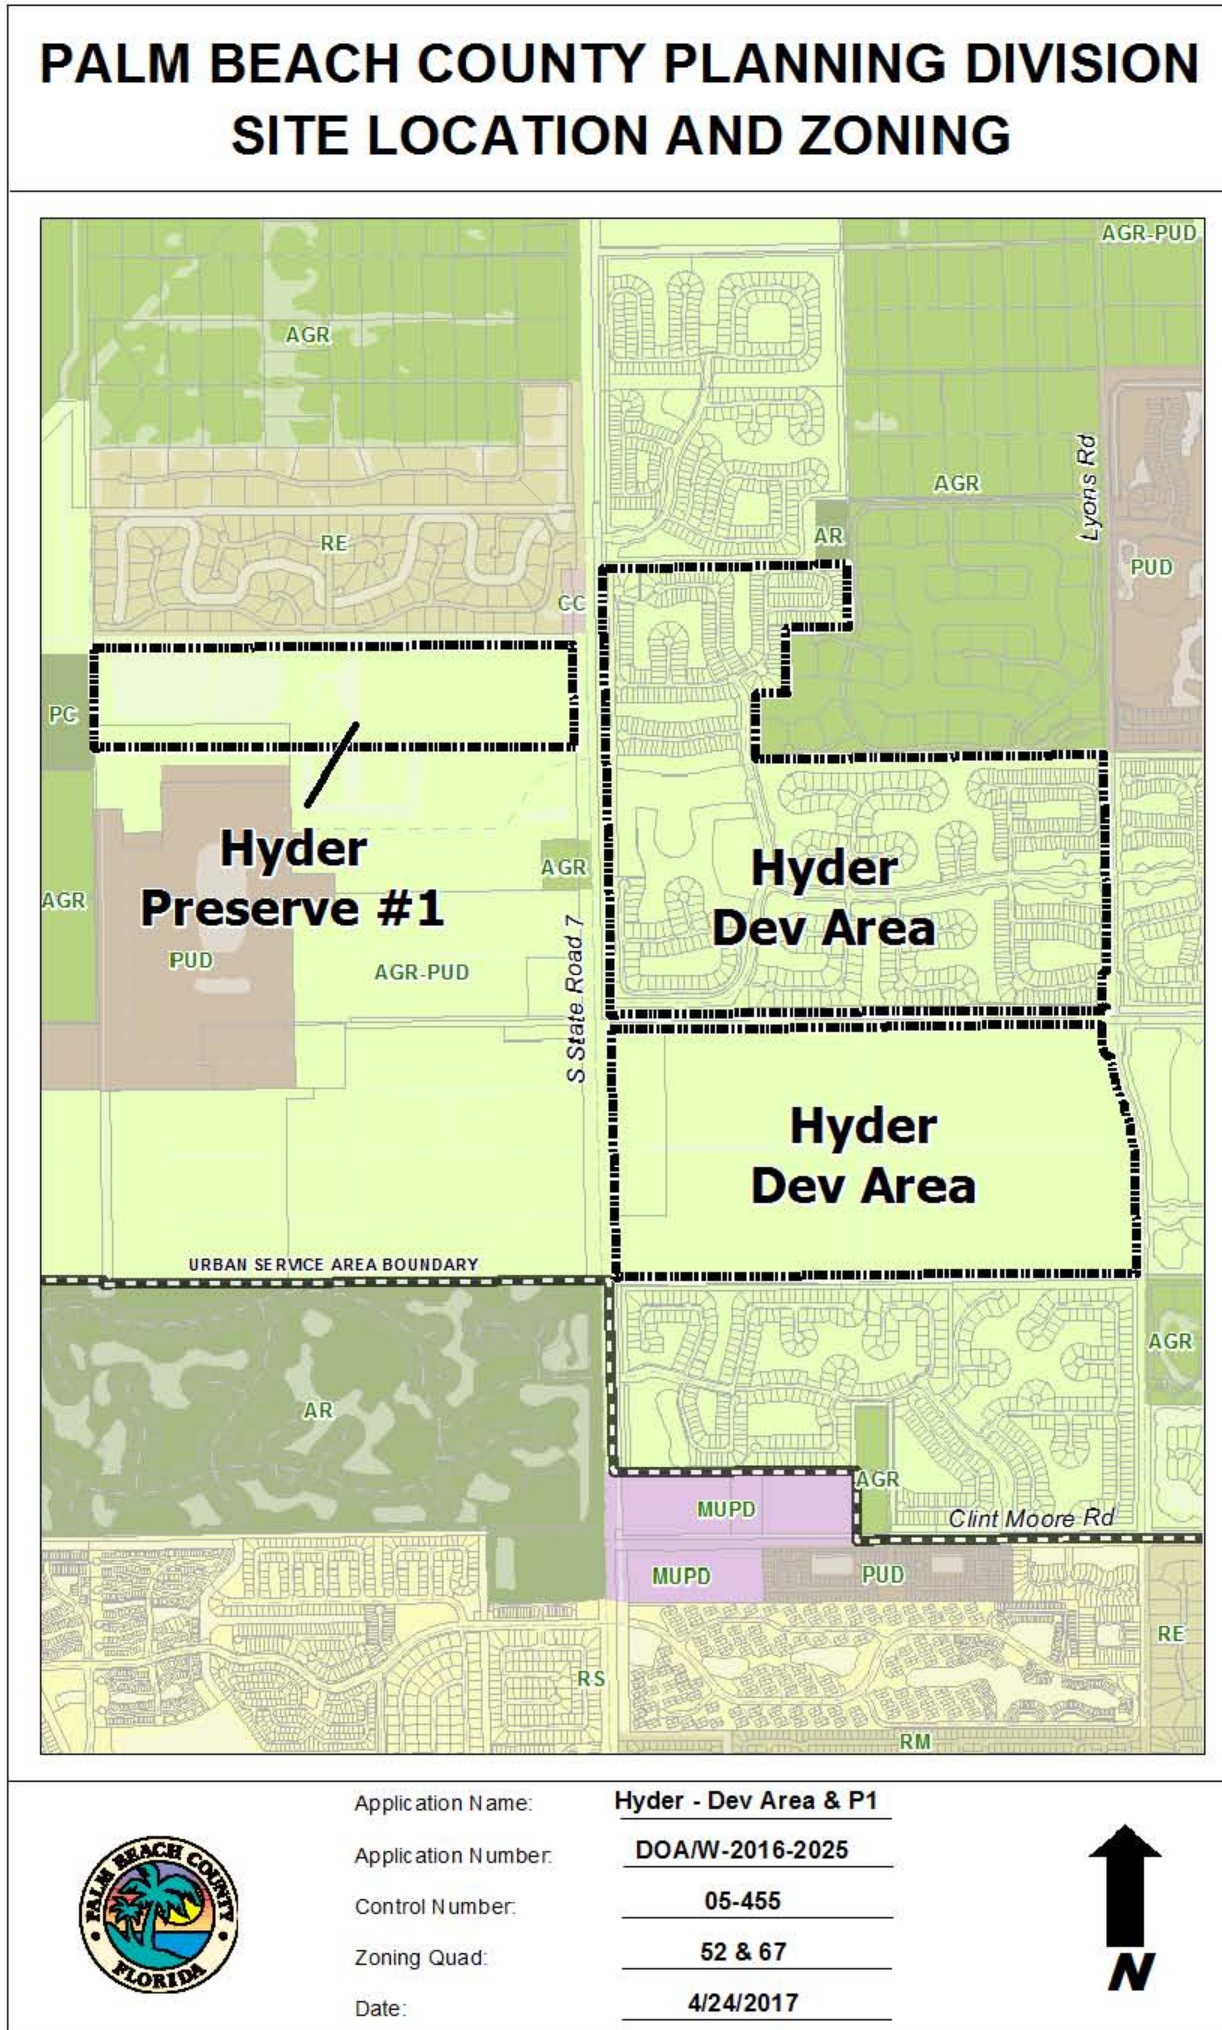 PALM BEACH COUNTY PLANNING DIVISION
SITE LOCATION AND ZONING
AGR-PUD
AGR
Lyons Rd
AGR
AR
RE
PUD
CC
PC
Hyder
Preserve #1
AGR
Hyder
Dev Area
AGR
PUD
AGR-PUD
S State Road 7
Hyder
Dev Area
URBAN SERVICE AREA BOUNDARY
AGR
AR
AGR
MUPD
Clint Moore Rd
MUPD
PUD
RE
RS
RM
PALM BEACH COUNTY
FLORIDA
Application Name: Hyder - Dev Area & P1
Application Number: DOA/W-2016-2025
Control Number: 05-455
Zoning Quad: 52 & 67
Date: 4/24/2017
N